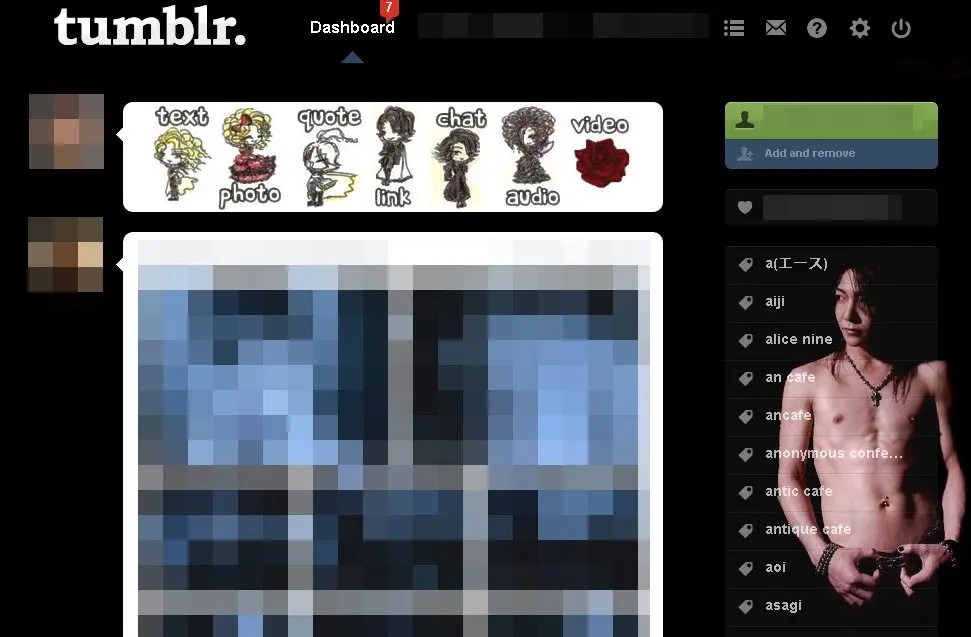 tumblr.
Dashboard
7
text
quote
chat
video
photo
link
audio
Add and remove
a(エース)
aiji
alice nine
an cafe
ancafe
anonymous confe...
antic cafe
antique cafe
aoi
asagi